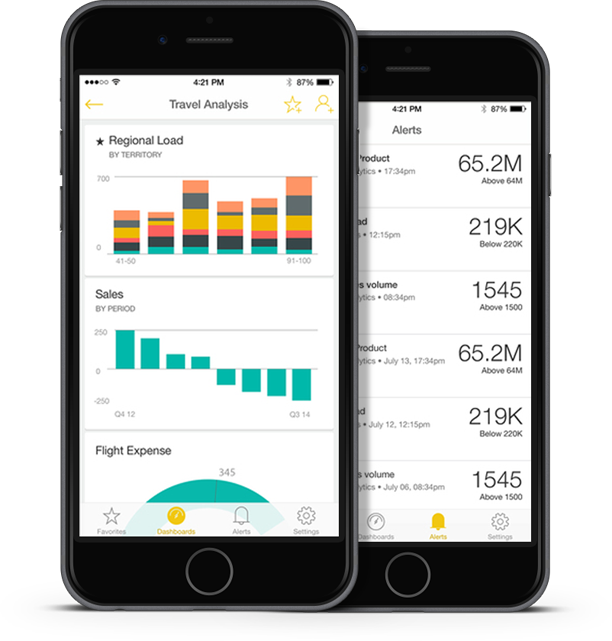 4:21 PM
87%
Travel Analysis
Regional Load
BY TERRITORY
700
0
41-50
91-100
Sales
BY PERIOD
250
0
-250
Q4 12
Q3 14
Flight Expense
345
Favorites
Dashboards
Alerts
Settings
4:21 PM
87%
Alerts
Product
65.2M
lytics • 17:34pm
Above 64M
ad
219K
s • 12:15pm
Below 220K
s volume
1545
lytics • 08:34pm
Above 1500
Product
65.2M
lytics • July 13, 17:34pm
Above 64M
ad
219K
s • July 12, 12:15pm
Below 220K
s volume
1545
lytics • July 06, 08:34pm
Above 1500
Dashboards
Alerts
Settings